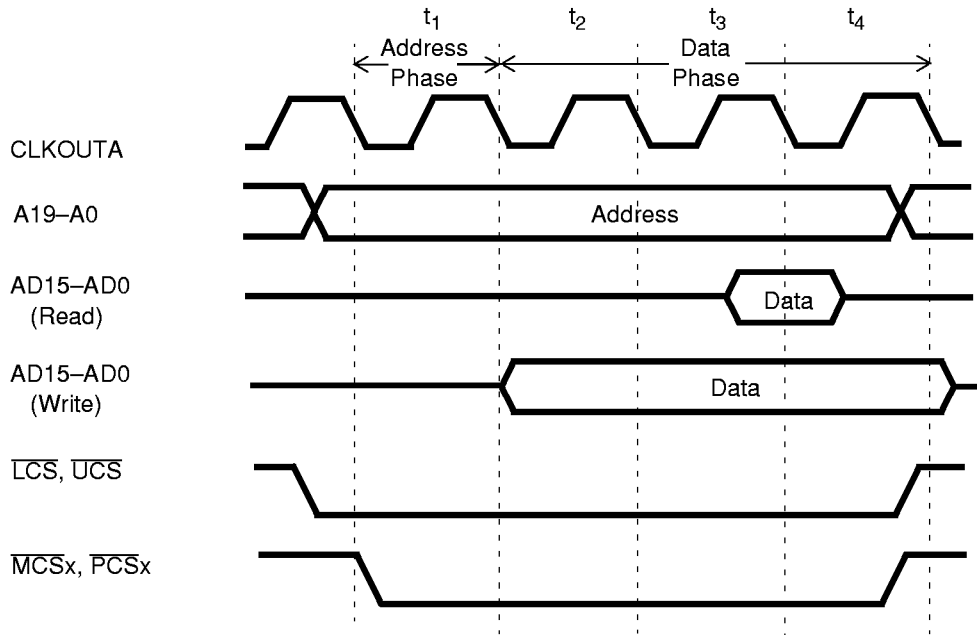 t1 t2 t3 t4
Address Phase
Data Phase
CLKOUTA
A19–A0
Address
AD15–AD0
(Read)
Data
AD15–AD0
(Write)
Data
LCS, UCS
MCSx, PCSx